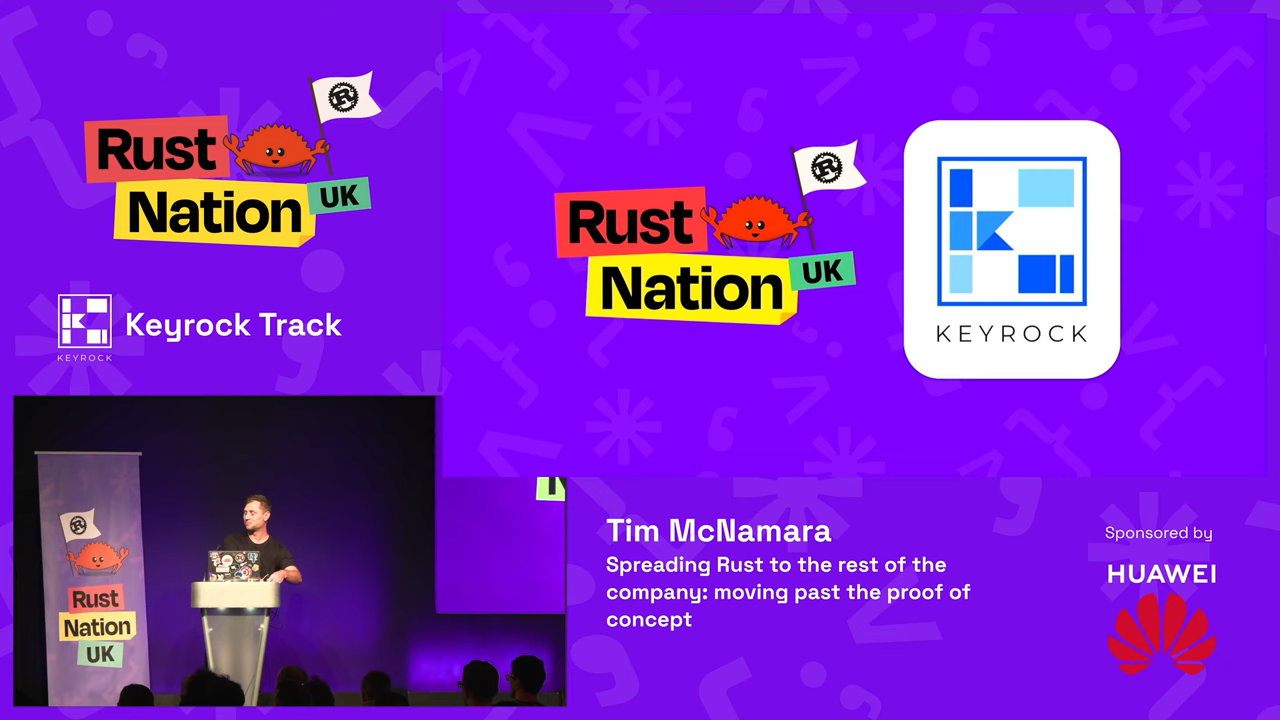 Rust
Nation
UK
R
Keyrock Track
KEYROCK
Rust
Nation
UK
R
KEYROCK
Rust
Nation
UK
Tim McNamara
Spreading Rust to the rest of the
company: moving past the proof of
concept
Sponsored by
HUAWEI